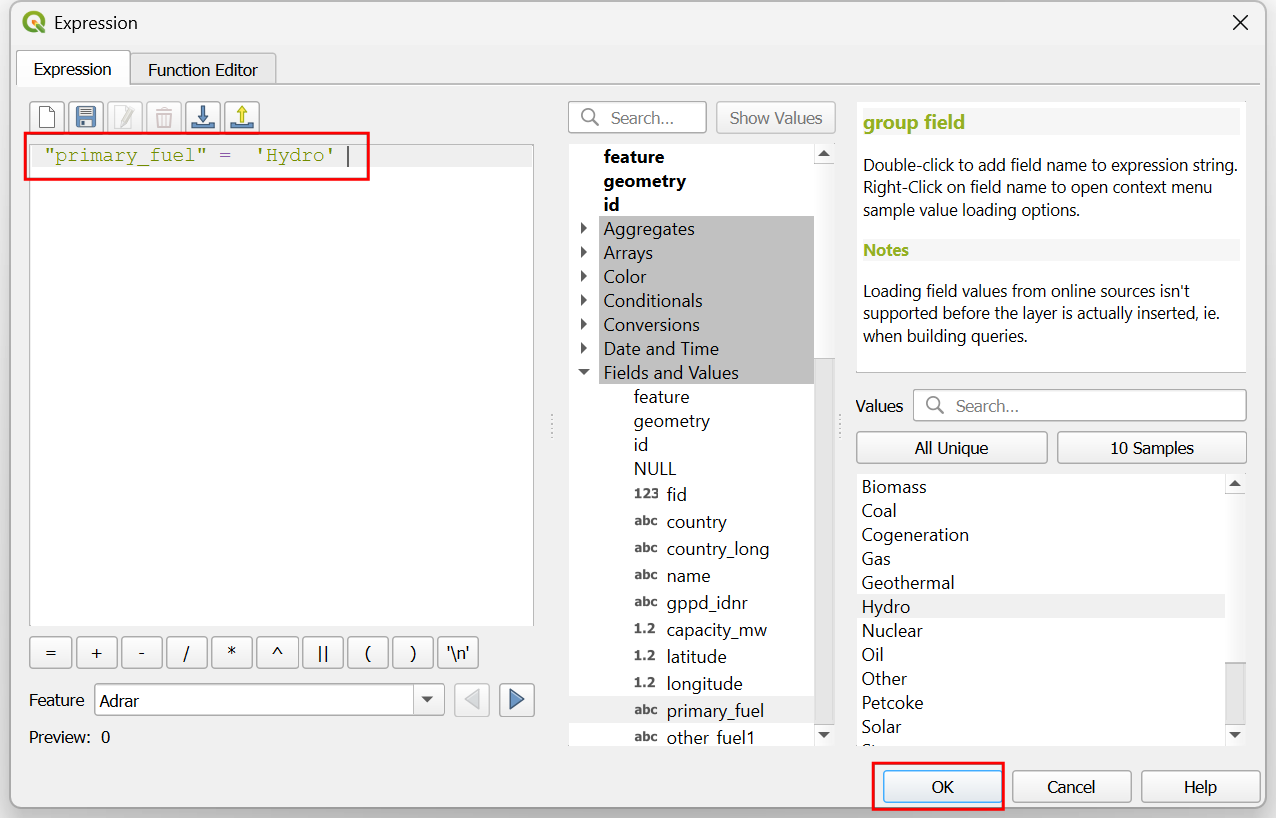 Expression
Expression
Function Editor
"primary_fuel" = 'Hydro'
=
+
-
/
*
^
||
(
)
'\n'
Feature
Adrar
Preview: 0
Search...
Show Values
feature
geometry
id
Aggregates
Arrays
Color
Conditionals
Conversions
Date and Time
Fields and Values
feature
geometry
id
NULL
123 fid
abc country
abc country_long
abc name
abc gppd_idnr
1.2 capacity_mw
1.2 latitude
1.2 longitude
abc primary_fuel
abc other_fuel1
group field
Double-click to add field name to expression string.
Right-Click on field name to open context menu
sample value loading options.
Notes
Loading field values from online sources isn't
supported before the layer is actually inserted, ie.
when building queries.
Values
Search...
All Unique
10 Samples
Biomass
Coal
Cogeneration
Gas
Geothermal
Hydro
Nuclear
Oil
Other
Petcoke
Solar
OK
Cancel
Help